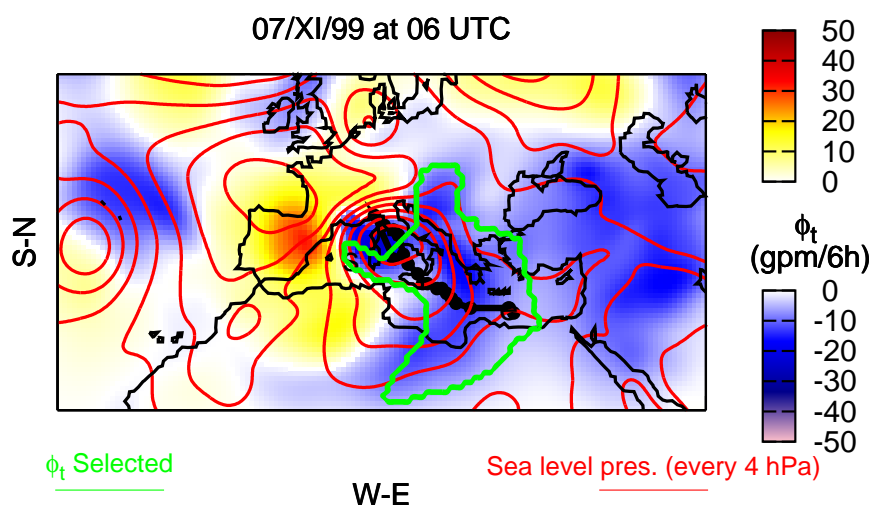 07/XI/99 at 06 UTC
50
40
30
20
10
0
S-N
ϕt
(gpm/6h)
0
-10
-20
-30
-40
-50
ϕt Selected
Sea level pres. (every 4 hPa)
W-E